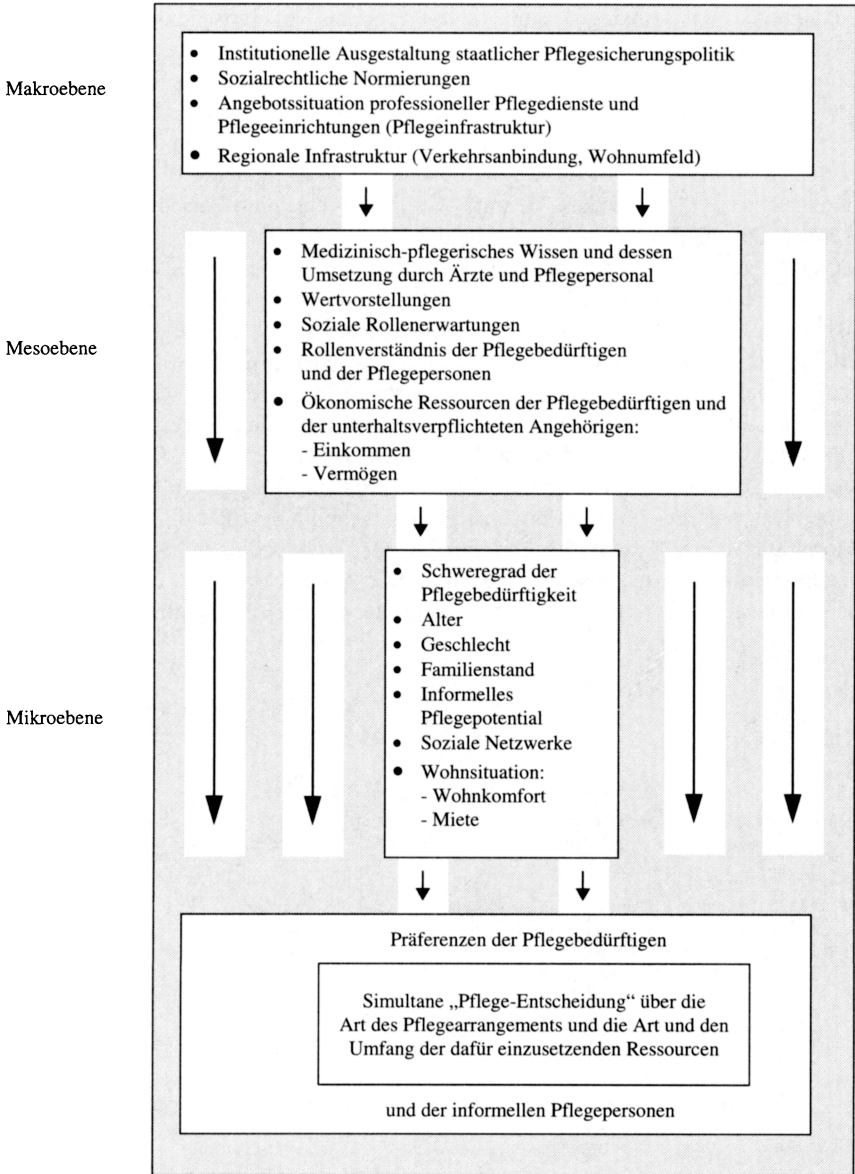 Makroebene
• Institutionelle Ausgestaltung staatlicher Pflegesicherungspolitik
• Sozialrechtliche Normierungen
• Angebotssituation professioneller Pflegedienste und
Pflegeeinrichtungen (Pflegeinfrastruktur)
• Regionale Infrastruktur (Verkehrsanbindung, Wohnumfeld)
Mesoebene
• Medizinisch-pflegerisches Wissen und dessen
Umsetzung durch Ärzte und Pflegepersonal
• Wertvorstellungen
• Soziale Rollenerwartungen
• Rollenverständnis der Pflegebedürftigen
und der Pflegepersonen
• Ökonomische Ressourcen der Pflegebedürftigen und
der unterhaltsverpflichteten Angehörigen:
- Einkommen
- Vermögen
Mikroebene
• Schweregrad der
Pflegebedürftigkeit
• Alter
• Geschlecht
• Familienstand
• Informelles
Pflegepotential
• Soziale Netzwerke
• Wohnsituation:
- Wohnkomfort
- Miete
Präferenzen der Pflegebedürftigen
Simultane „Pflege-Entscheidung“ über die
Art des Pflegearrangements und die Art und den
Umfang der dafür einzusetzenden Ressourcen
und der informellen Pflegepersonen